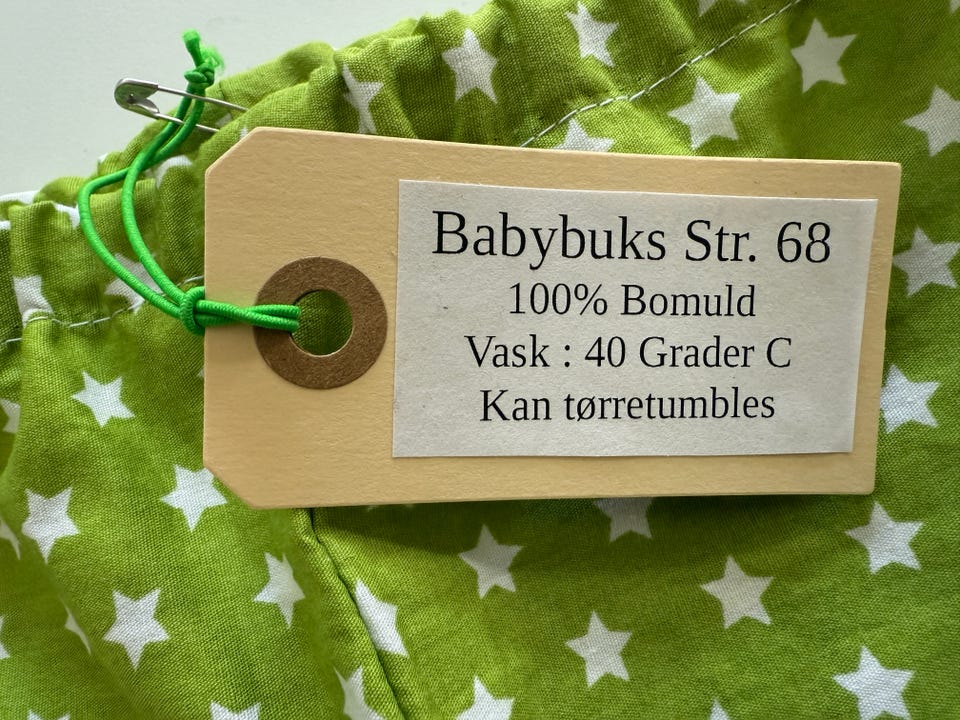 Babybuks Str. 68
100% Bomuld
Vask : 40 Grader C
Kan tørretumbles